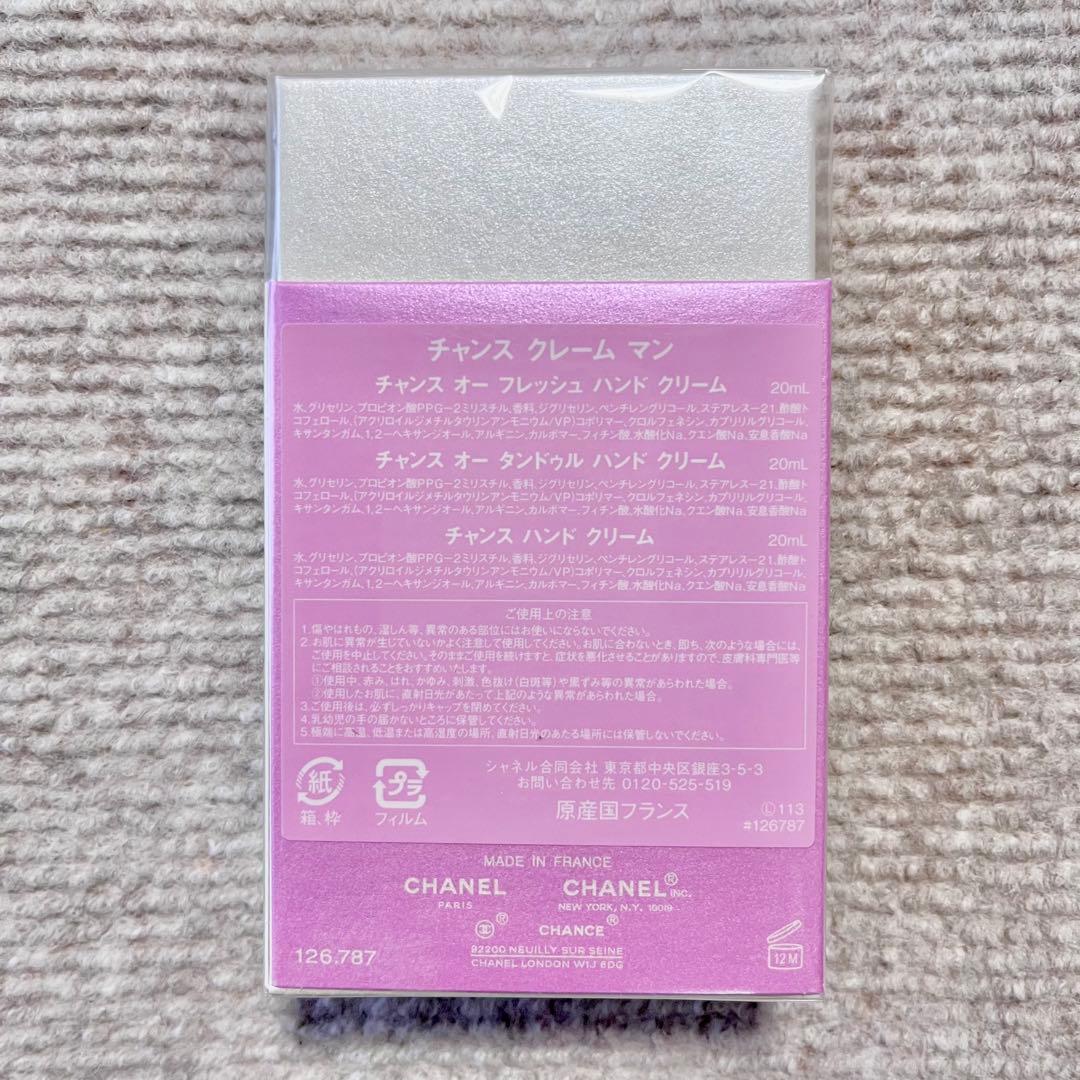 チャンス クレーム マン
チャンス オー フレッシュ ハンド クリーム 20mL
水、グリセリン、プロピオン酸PPG-2ミリスチル、香料、ジグリセリン、ペンチレングリコール、ステアレス-21、酢酸ト
コフェロール、(アクリロイルジメチルタウリンアンモニウム/VP)コポリマー、クロルフェネシン、カプリリルグリコール、
キサンタンガム、1,2-ヘキサンジオール、アルギニン、カルボマー、フィチン酸、水酸化Na、クエン酸Na、安息香酸Na
チャンス オー タンドゥル ハンド クリーム 20mL
水、グリセリン、プロピオン酸PPG-2ミリスチル、香料、ジグリセリン、ペンチレングリコール、ステアレス-21、酢酸ト
コフェロール、(アクリロイルジメチルタウリンアンモニウム/VP)コポリマー、クロルフェネシン、カプリリルグリコール、
キサンタンガム、1,2-ヘキサンジオール、アルギニン、カルボマー、フィチン酸、水酸化Na、クエン酸Na、安息香酸Na
チャンス ハンド クリーム 20mL
水、グリセリン、プロピオン酸PPG-2ミリスチル、香料、ジグリセリン、ペンチレングリコール、ステアレス-21、酢酸ト
コフェロール、(アクリロイルジメチルタウリンアンモニウム/VP)コポリマー、クロルフェネシン、カプリリルグリコール、
キサンタンガム、1,2-ヘキサンジオール、アルギニン、カルボマー、フィチン酸、水酸化Na、クエン酸Na、安息香酸Na
ご使用上の注意
1.傷やはれもの、湿しん等、異常のある部位にはお使いにならないでください。
2.お肌に異常が生じていないかよく注意して使用してください。お肌に合わないとき、即ち、次のような場合には、
ご使用を中止してください。そのままご使用を続けますと、症状を悪化させることがありますので、皮膚科専門医等
にご相談されることをおすすめいたします。
①使用中、赤み、はれ、かゆみ、刺激、色抜け(白斑等)や黒ずみ等の異常があらわれた場合。
②使用したお肌に、直射日光があたって上記のような異常があらわれた場合。
3.ご使用後は、必ずしっかりキャップを閉めてください。
4.乳幼児の手の届かないところに保管してください。
5.極端に高温、低温または高湿度の場所、直射日光のあたる場所には保管しないでください。
紙
箱、枠
プラ
フィルム
シャネル合同会社 東京都中央区銀座3-5-3
お問い合わせ先 0120-525-519
原産国フランス
Ⓛ113
#126787
MADE IN FRANCE
CHANEL
PARIS
CHANEL® INC.
NEW YORK, N.Y. 10019
® CHANCE®
92200 NEUILLY SUR SEINE
CHANEL LONDON W1J 6DG
126.787
12 M